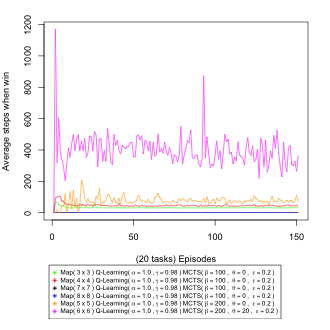 1200
1000
800
600
400
200
0
Average steps when win
0
50
100
150
(20 tasks) Episodes
Map( 3 x 3 ) Q-Learning( α = 1.0 , γ = 0.98 ) MCTS( β = 100 , θ = 0 , ε = 0.2 )
Map( 4 x 4 ) Q-Learning( α = 1.0 , γ = 0.98 ) MCTS( β = 100 , θ = 0 , ε = 0.2 )
Map( 7 x 7 ) Q-Learning( α = 1.0 , γ = 0.98 ) MCTS( β = 100 , θ = 0 , ε = 0.2 )
Map( 8 x 8 ) Q-Learning( α = 1.0 , γ = 0.98 ) MCTS( β = 100 , θ = 0 , ε = 0.2 )
Map( 5 x 5 ) Q-Learning( α = 1.0 , γ = 0.98 ) MCTS( β = 200 , θ = 0 , ε = 0.2 )
Map( 6 x 6 ) Q-Learning( α = 1.0 , γ = 0.98 ) MCTS( β = 200 , θ = 20 , ε = 0.2 )